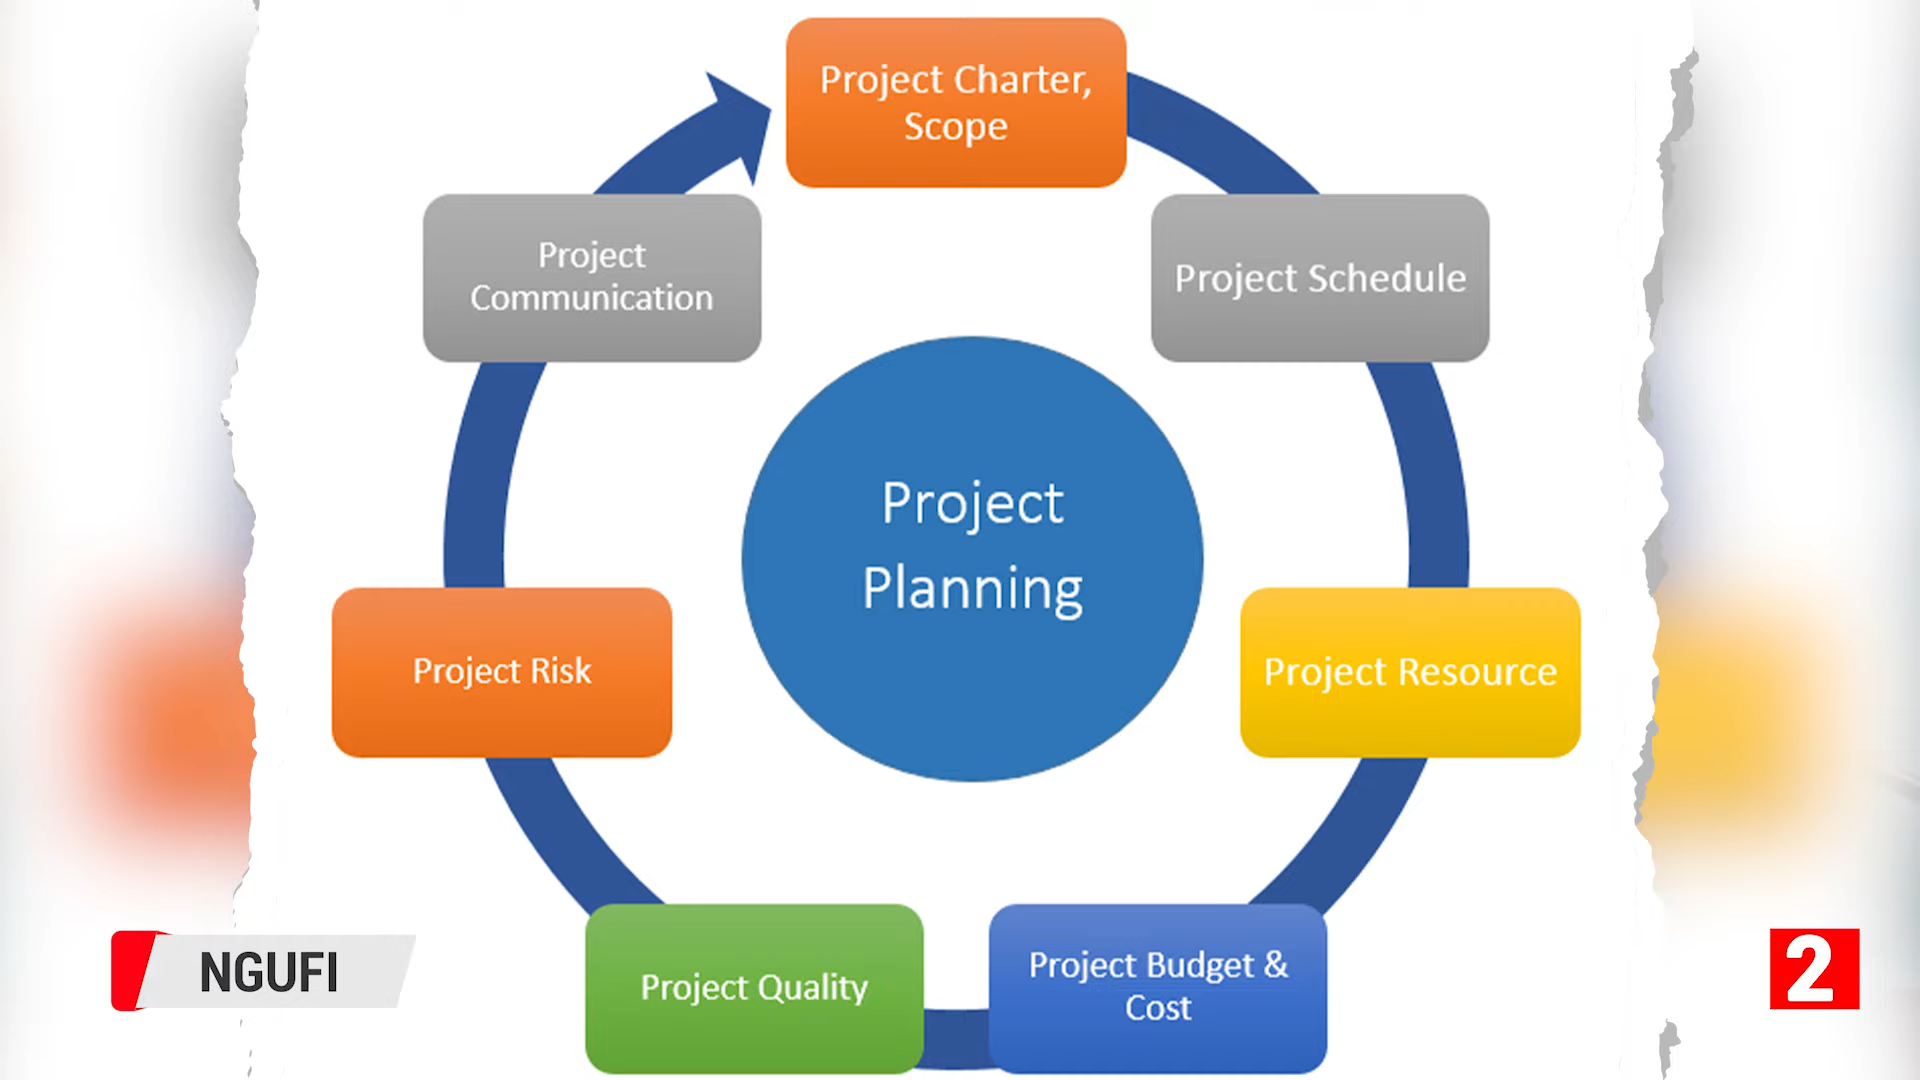 Project Charter,
Scope
Project
Communication
Project Schedule
Project
Planning
Project Risk
Project Resource
Project Quality
Project Budget &
Cost
NGUFI
2